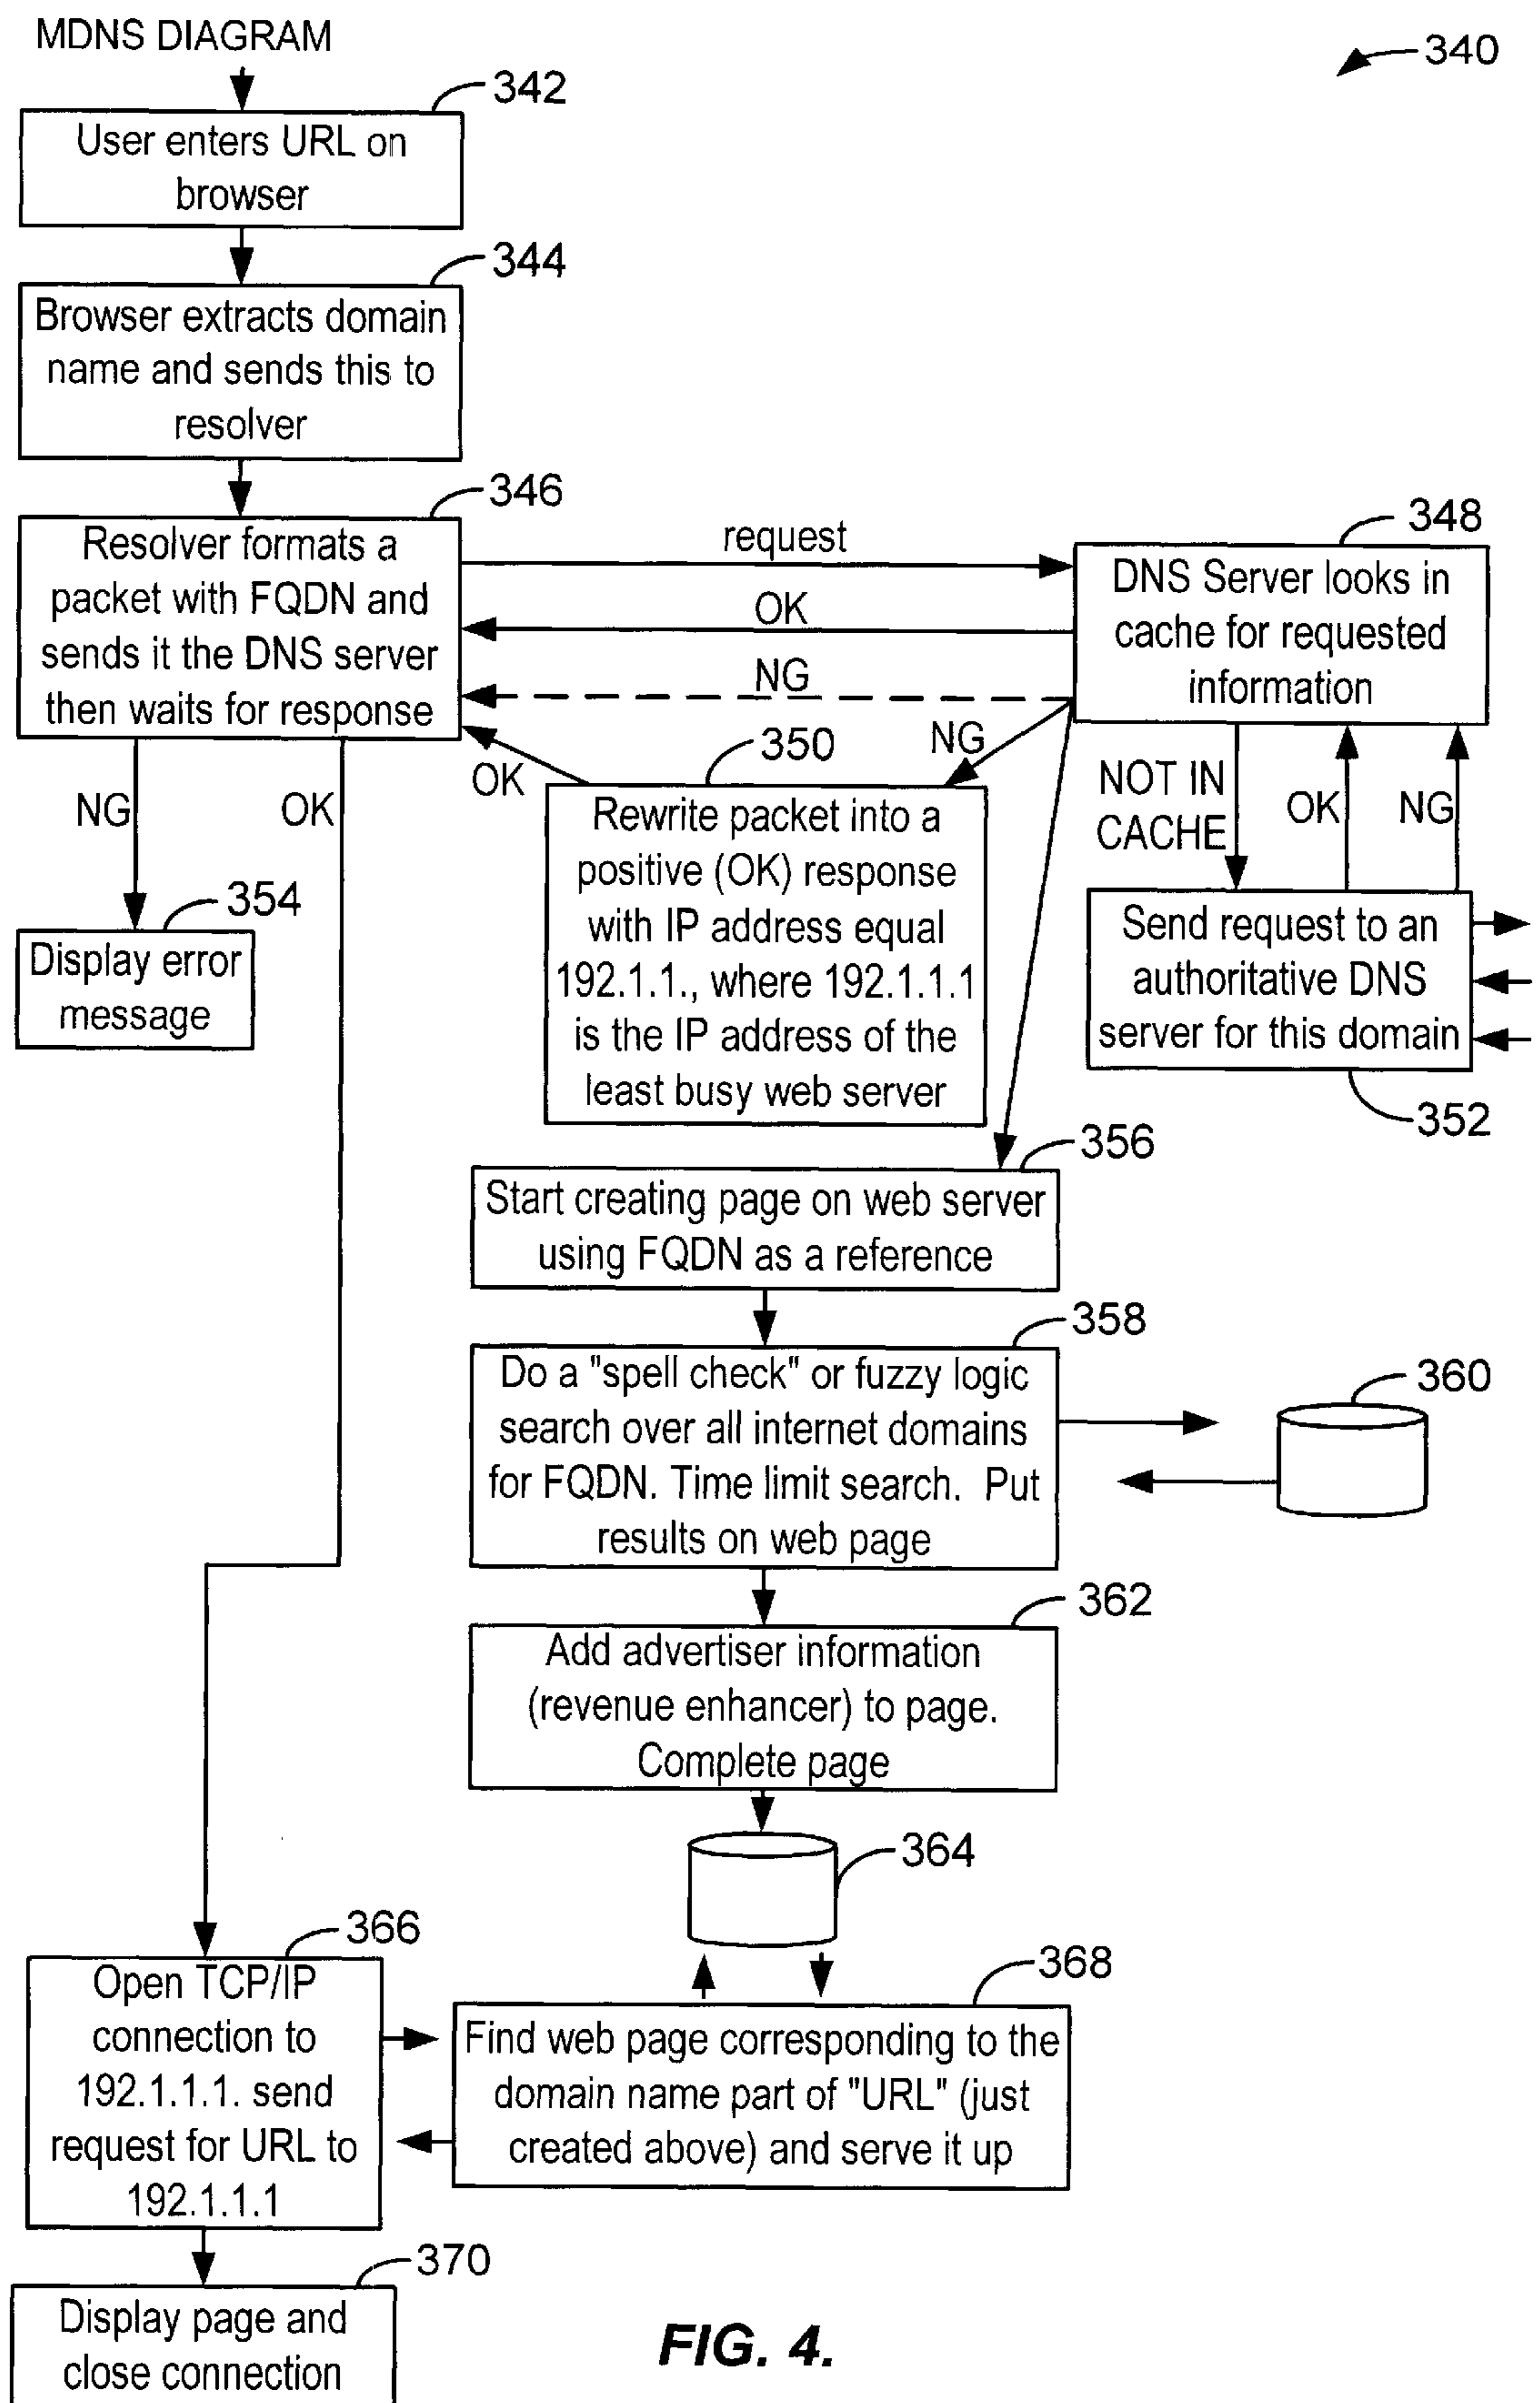 MDNS DIAGRAM
340
342
User enters URL on
browser
344
Browser extracts domain
name and sends this to
resolver
346
Resolver formats a
packet with FQDN and
sends it the DNS server
then waits for response
request
OK
NG
348
DNS Server looks in
cache for requested
information
NG
OK
350
Rewrite packet into a
positive (OK) response
with IP address equal
192.1.1., where 192.1.1.1
is the IP address of the
least busy web server
NOT IN
CACHE
OK
NG
Send request to an
authoritative DNS
server for this domain
352
NG
OK
354
Display error
message
356
Start creating page on web server
using FQDN as a reference
358
Do a "spell check" or fuzzy logic
search over all internet domains
for FQDN. Time limit search. Put
results on web page
360
362
Add advertiser information
(revenue enhancer) to page.
Complete page
364
366
Open TCP/IP
connection to
192.1.1.1. send
request for URL to
192.1.1.1
368
Find web page corresponding to the
domain name part of "URL" (just
created above) and serve it up
370
Display page and
close connection
FIG. 4.